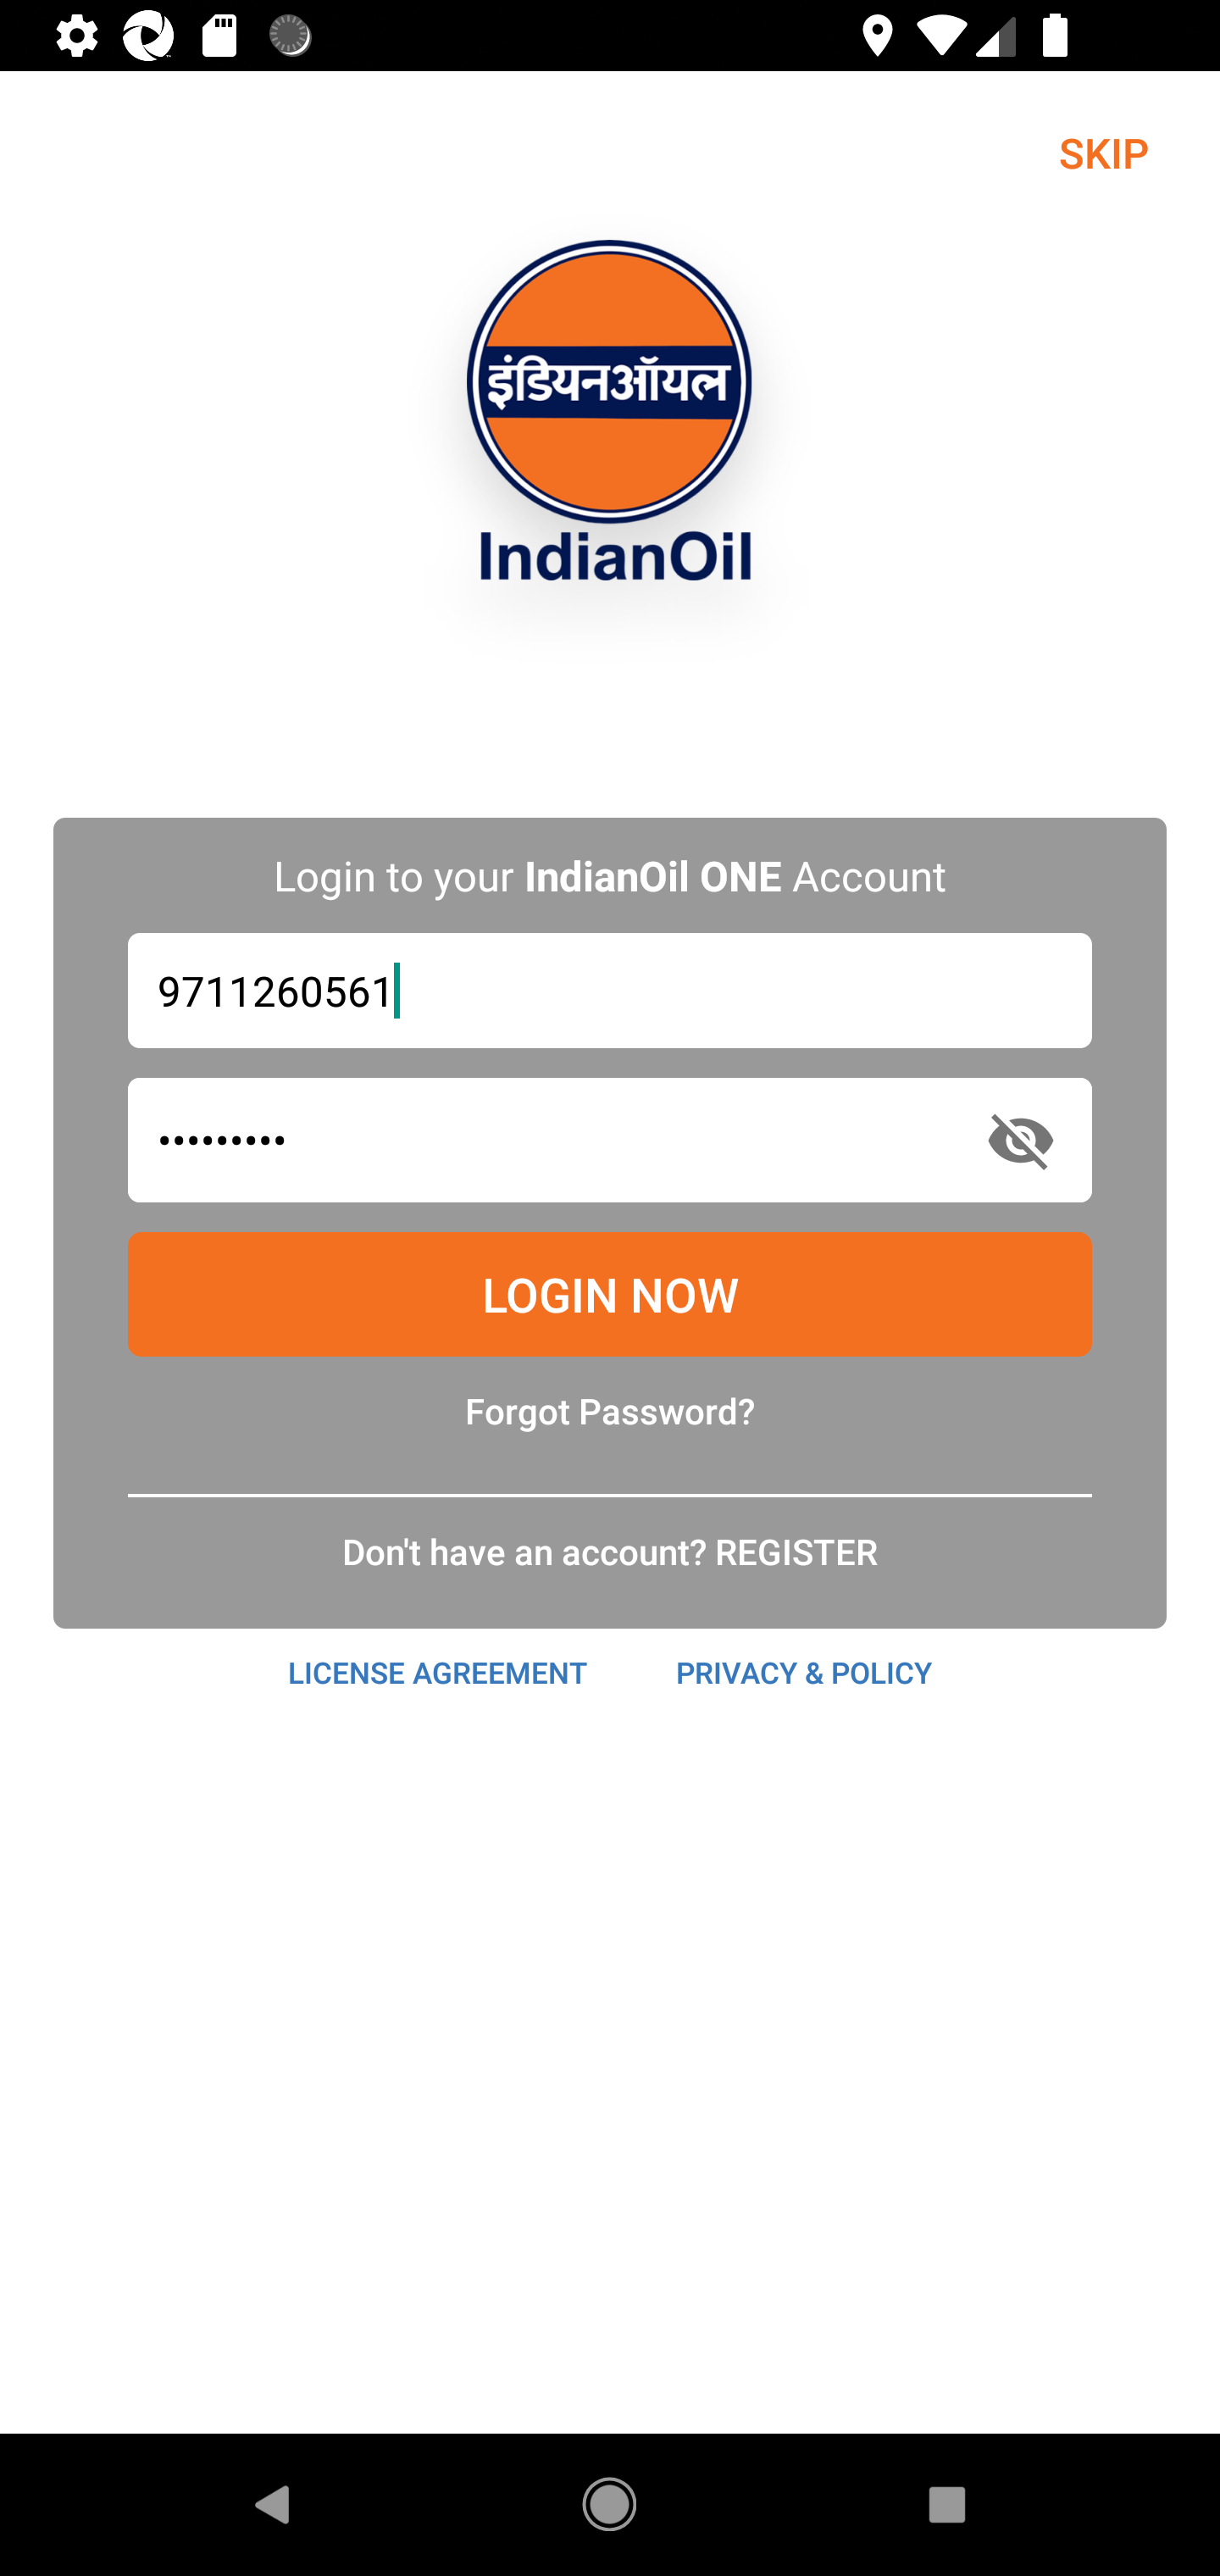 SKIP
इंडियनऑयल
IndianOil
Login to your IndianOil ONE Account
9711260561
•••••••••
LOGIN NOW
Forgot Password?
Don't have an account? REGISTER
LICENSE AGREEMENT PRIVACY & POLICY